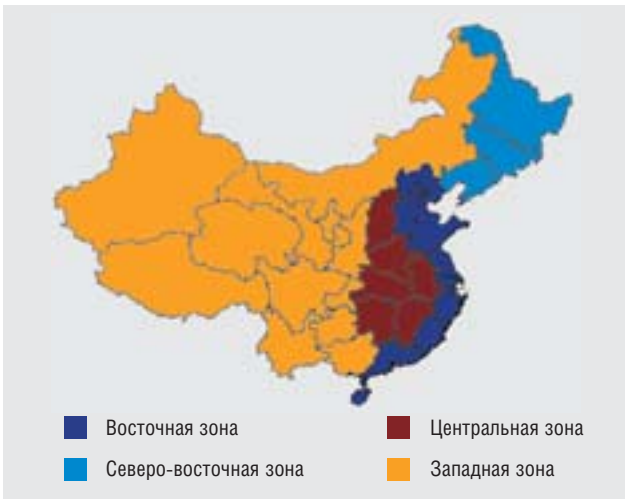 Восточная зона
Центральная зона
Северо-восточная зона
Западная зона